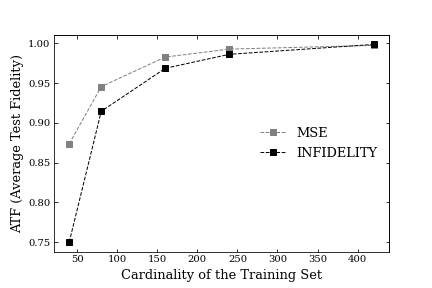 1.00
0.95
0.90
0.85
0.80
0.75
ATF (Average Test Fidelity)
MSE
INFIDELITY
50 100 150 200 250 300 350 400
Cardinality of the Training Set